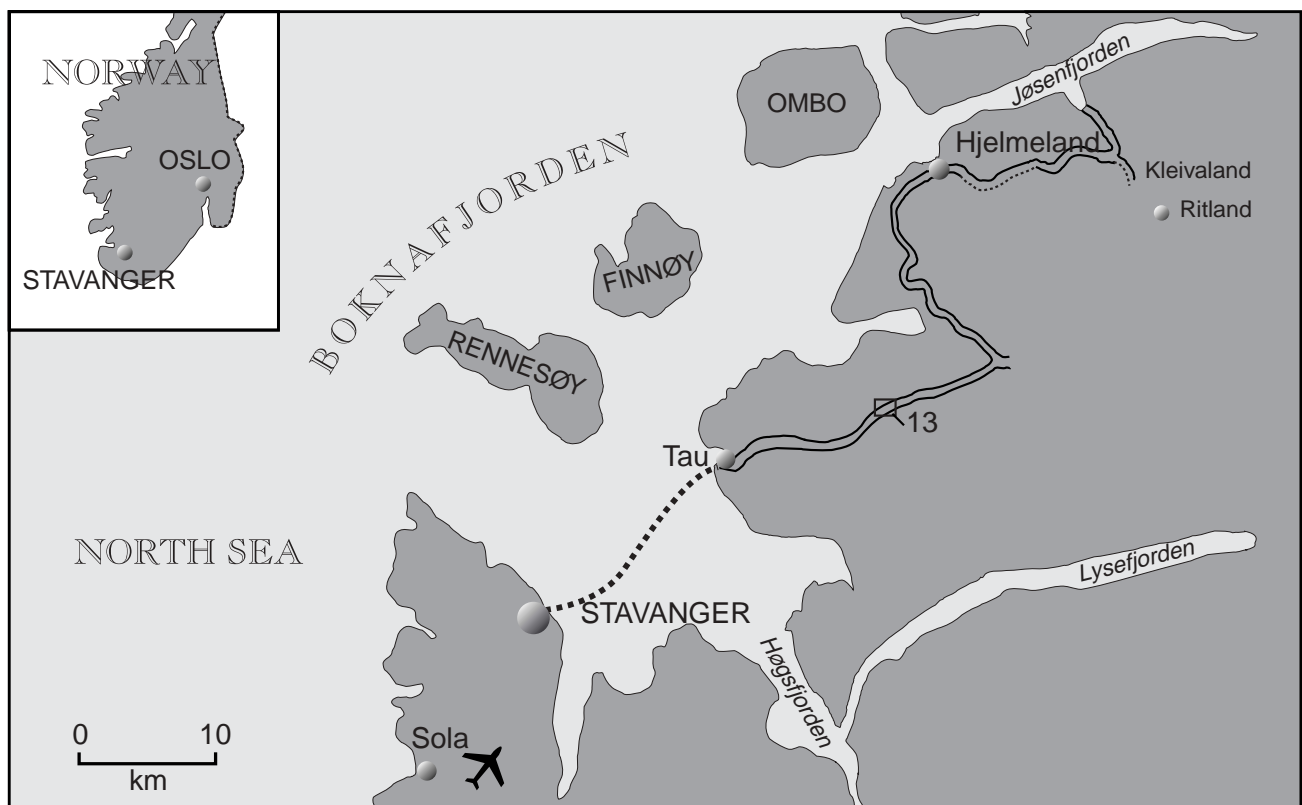 NORWAY
OSLO
STAVANGER
BOKNAFJORDEN
OMBO
Jøsenfjorden
Hjelmeland
Kleivaland
Ritland
FINNØY
RENNESØY
13
Tau
NORTH SEA
Lysefjorden
STAVANGER
Høgsfjorden
Sola
0 10
km